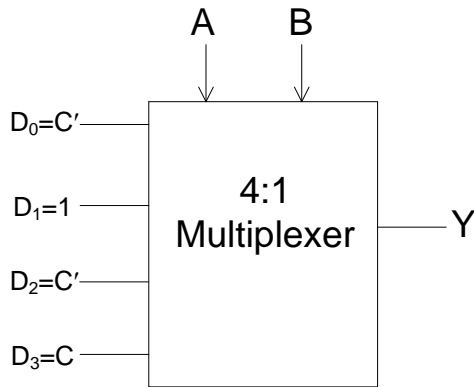 A B
D₀=C′
D₁=1
D₂=C′
D₃=C
4:1
Multiplexer
Y